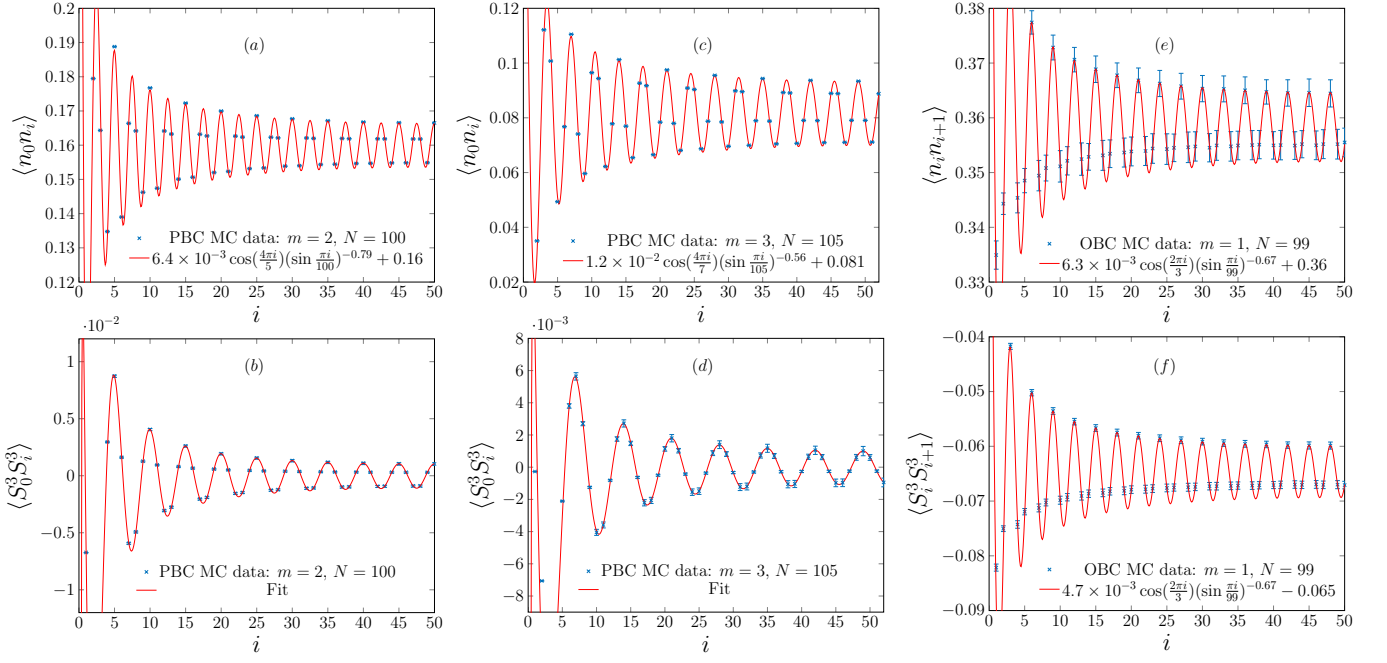 0.2
0.19
0.18
0.17
0.16
0.15
0.14
0.13
0.12
⟨n₀nᵢ⟩
(a)
PBC MC data: m = 2, N = 100
6.4 × 10⁻³ cos(4πi/5)(sin πi/100)⁻⁰·⁷⁹ + 0.16
0 5 10 15 20 25 30 35 40 45 50
i
0.12
0.1
0.08
0.06
0.04
0.02
⟨n₀nᵢ⟩
(c)
PBC MC data: m = 3, N = 105
1.2 × 10⁻² cos(4πi/7)(sin πi/105)⁻⁰·⁵⁶ + 0.081
0 5 10 15 20 25 30 35 40 45 50
i
0.38
0.37
0.36
0.35
0.34
0.33
⟨nᵢnᵢ₊₁⟩
(e)
OBC MC data: m = 1, N = 99
6.3 × 10⁻³ cos(2πi/3)(sin πi/99)⁻⁰·⁶⁷ + 0.36
0 5 10 15 20 25 30 35 40 45 50
i
·10⁻²
1
0.5
0
−0.5
−1
⟨S₀³Sᵢ³⟩
(b)
PBC MC data: m = 2, N = 100
Fit
0 5 10 15 20 25 30 35 40 45 50
i
·10⁻³
8
6
4
2
0
−2
−4
−6
−8
⟨S₀³Sᵢ³⟩
(d)
PBC MC data: m = 3, N = 105
Fit
0 5 10 15 20 25 30 35 40 45 50
i
−0.04
−0.05
−0.06
−0.07
−0.08
−0.09
⟨Sᵢ³Sᵢ₊₁³⟩
(f)
OBC MC data: m = 1, N = 99
4.7 × 10⁻³ cos(2πi/3)(sin πi/99)⁻⁰·⁶⁷ − 0.065
0 5 10 15 20 25 30 35 40 45 50
i